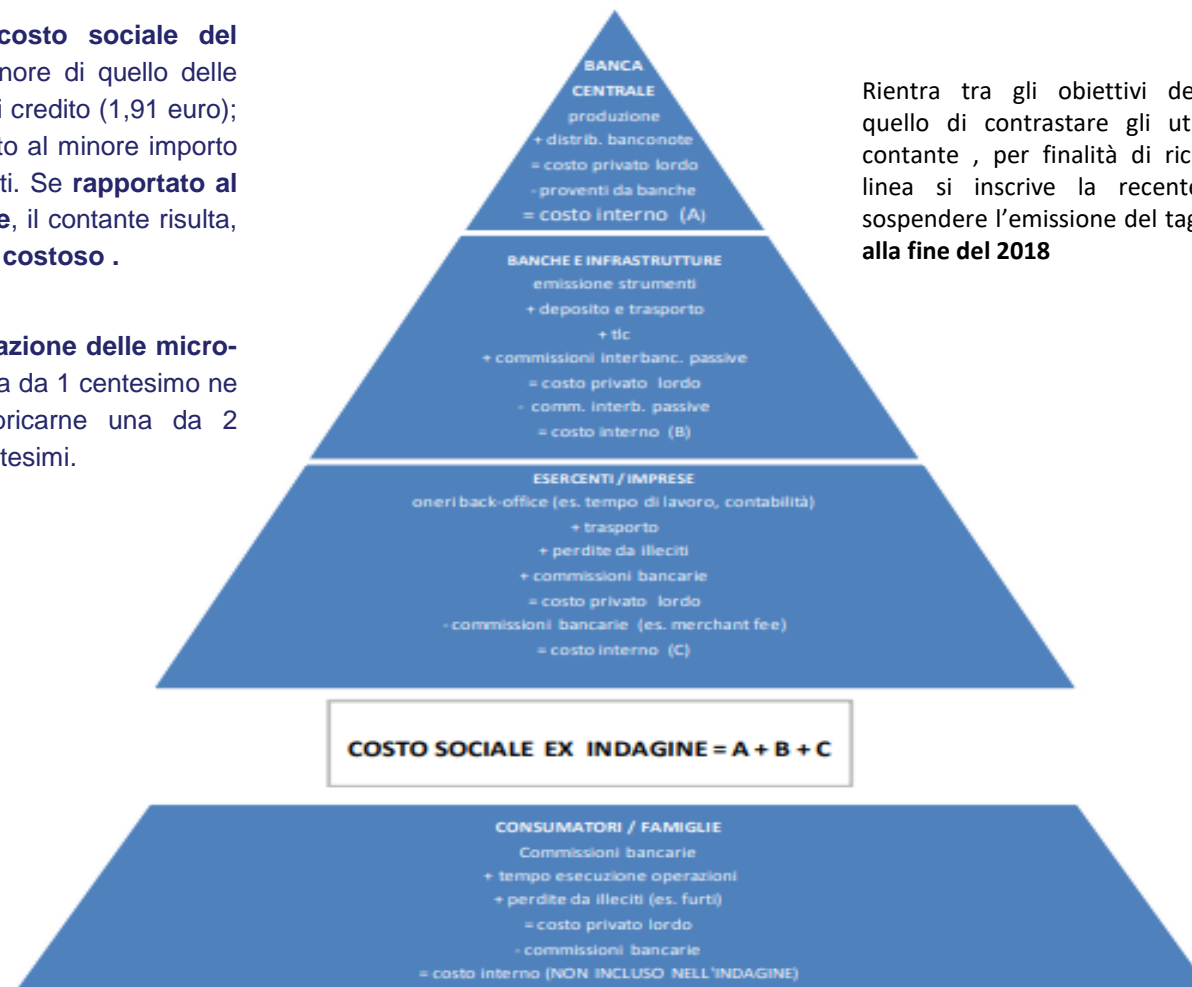 costo sociale del
nore di quello delle
i credito (1,91 euro);
to al minore importo
ti. Se rapportato al
e, il contante risulta,
costoso .
azione delle micro-
a da 1 centesimo ne
oricarne una da 2
tesimi.
BANCA
CENTRALE
produzione
+ distrib. banconote
= costo privato lordo
- proventi da banche
= costo interno (A)
BANCHE E INFRASTRUTTURE
emissione strumenti
+ deposito e trasporto
+ tlc
+ commissioni interbanc. passive
= costo privato lordo
- comm. interb. passive
= costo interno (B)
ESERCENTI / IMPRESE
oneri back-office (es. tempo di lavoro, contabilità)
+ trasporto
+ perdite da illeciti
+ commissioni bancarie
= costo privato lordo
- commissioni bancarie (es. merchant fee)
= costo interno (C)
COSTO SOCIALE EX INDAGINE = A + B + C
CONSUMATORI / FAMIGLIE
Commissioni bancarie
+ tempo esecuzione operazioni
+ perdite da illeciti (es. furti)
= costo privato lordo
- commissioni bancarie
= costo interno (NON INCLUSO NELL'INDAGINE)
Rientra tra gli obiettivi de
quello di contrastare gli ut
contante , per finalità di ric
linea si inscrive la recente
sospendere l'emissione del tag
alla fine del 2018